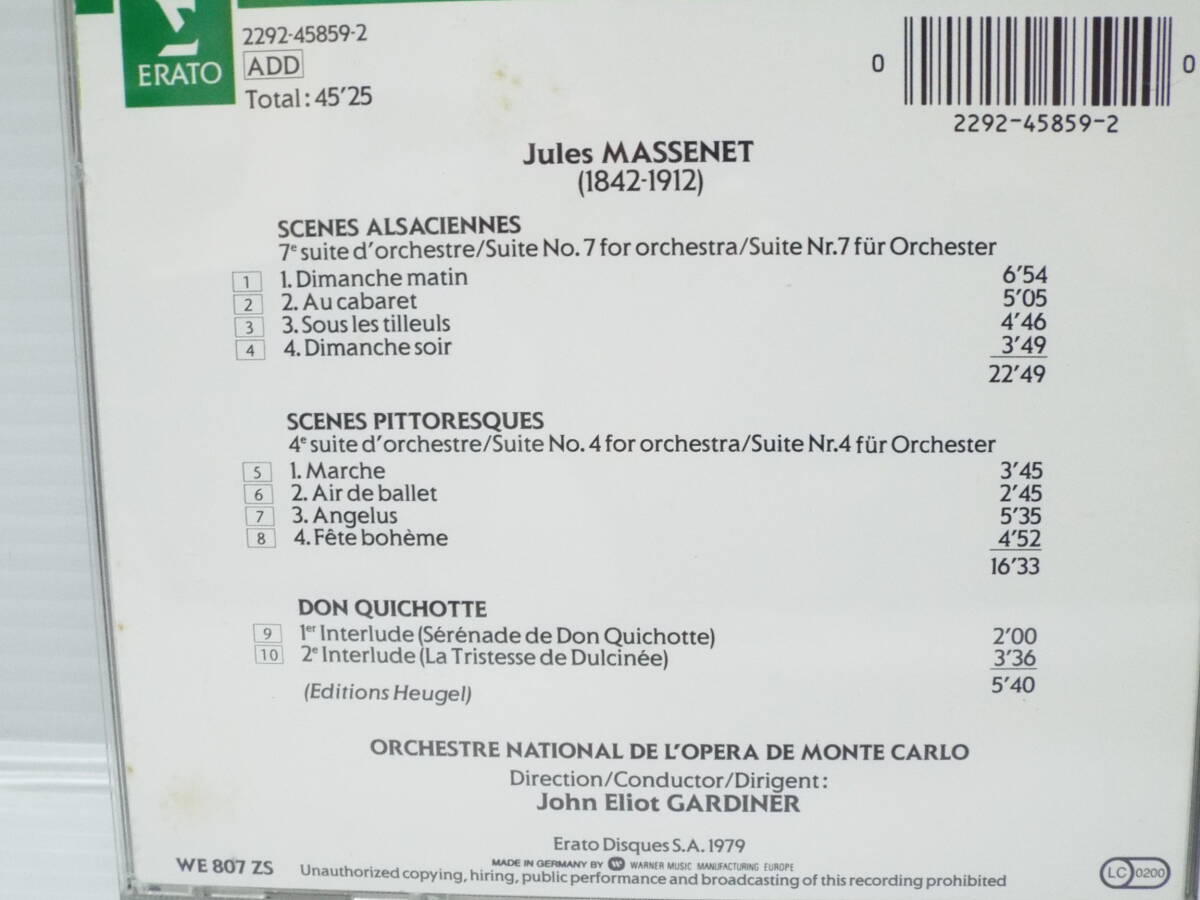 ERATO
2292-45859-2
ADD
Total: 45'25
0 0
2292-45859-2
Jules MASSENET
(1842-1912)
SCENES ALSACIENNES
7e suite d'orchestre/Suite No. 7 for orchestra/Suite Nr.7 für Orchester
1 1. Dimanche matin 6'54
2 2. Au cabaret 5'05
3 3. Sous les tilleuls 4'46
4 4. Dimanche soir 3'49
22'49
SCENES PITTORESQUES
4e suite d'orchestre/Suite No. 4 for orchestra/Suite Nr.4 für Orchester
5 1. Marche 3'45
6 2. Air de ballet 2'45
7 3. Angelus 5'35
8 4. Fête bohème 4'52
16'33
DON QUICHOTTE
9 1er Interlude (Sérénade de Don Quichotte) 2'00
10 2e Interlude (La Tristesse de Dulcinée) 3'36
5'40
(Editions Heugel)
ORCHESTRE NATIONAL DE L'OPERA DE MONTE CARLO
Direction/Conductor/Dirigent:
John Eliot GARDINER
Erato Disques S.A. 1979
WE 807 ZS
MADE IN GERMANY BY WARNER MUSIC MANUFACTURING EUROPE
Unauthorized copying, hiring, public performance and broadcasting of this recording prohibited
LC 0200